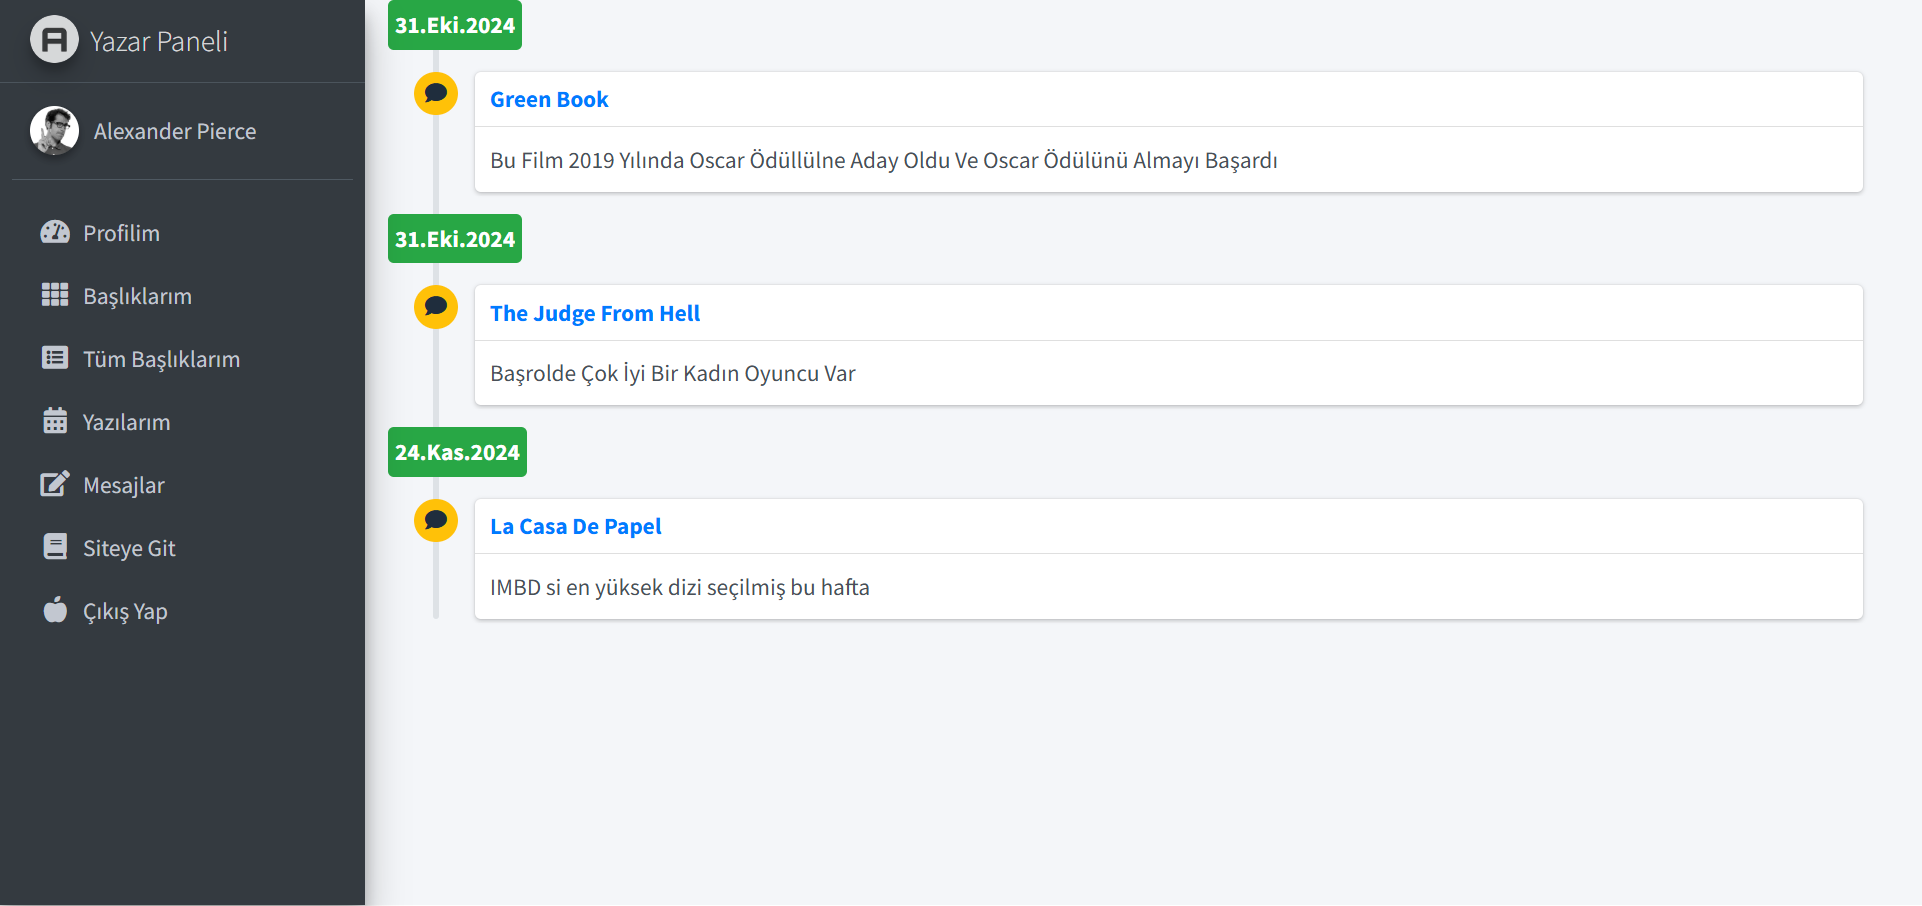 Yazar Paneli
Alexander Pierce
Profilim
Başlıklarım
Tüm Başlıklarım
Yazılarım
Mesajlar
Siteye Git
Çıkış Yap
31.Eki.2024
Green Book
Bu Film 2019 Yılında Oscar Ödüllülne Aday Oldu Ve Oscar Ödülünü Almayı Başardı
31.Eki.2024
The Judge From Hell
Başrolde Çok İyi Bir Kadın Oyuncu Var
24.Kas.2024
La Casa De Papel
IMBD si en yüksek dizi seçilmiş bu hafta